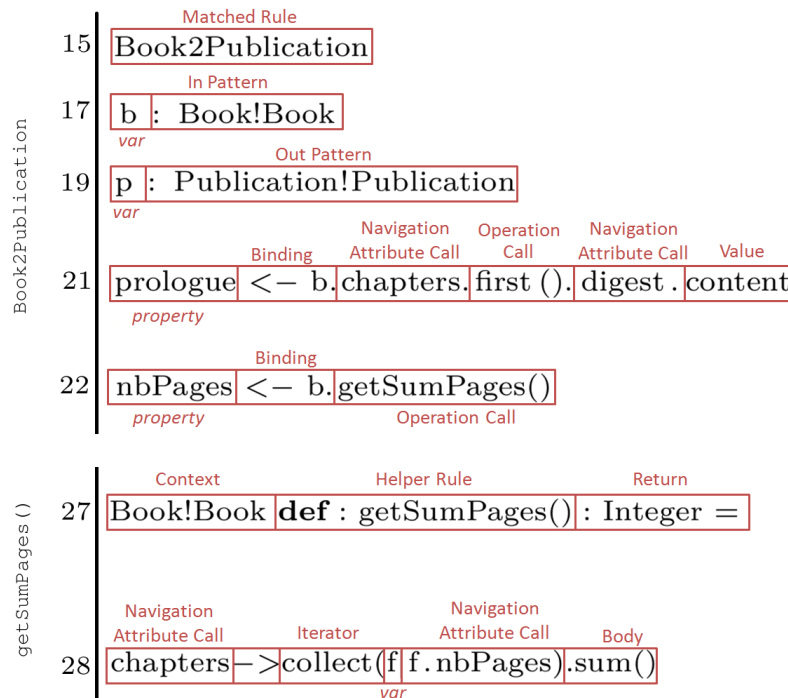 Book2Publication
Matched Rule
15 Book2Publication
In Pattern
17 b : Book!Book
var
Out Pattern
19 p : Publication!Publication
var
Binding Navigation Attribute Call Operation Call Navigation Attribute Call Value
21 prologue <- b.chapters.first().digest.content
property
Binding
22 nbPages <- b.getSumPages()
property Operation Call
getSumPages()
Context Helper Rule Return
27 Book!Book def : getSumPages() : Integer =
Navigation Attribute Call Iterator Navigation Attribute Call Body
28 chapters->collect(f f.nbPages).sum()
var